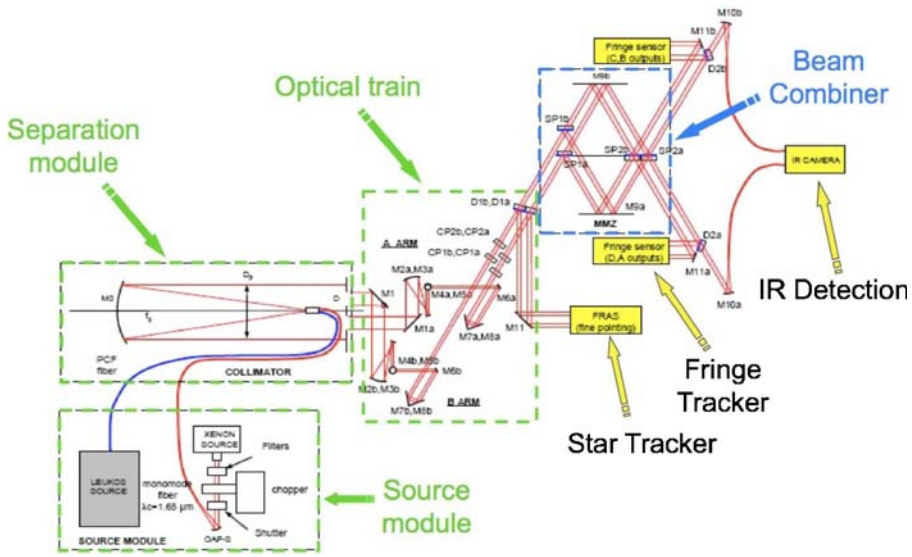 Separation
module
Optical train
Beam
Combiner
M10b
M11b
Fringe sensor
(C,B outputs)
D2b
M9b
SP1b
SP2b
SP2a
SP1a
M9a
MMZ
IR CAMERA
IR Detection
D1b,D1a
CP2b,CP2a
CP1b,CP1a
A ARM
M2a,M3a
M1
M4a,M5a
M6a
M1a
M7a,M8a
M11
M4b,M5b
M6b
M2b,M3b
M7b,M8b
B ARM
D2a
Fringe sensor
(D,A outputs)
M11a
M10a
FRAS
(fine pointing)
Star Tracker
Fringe
Tracker
M0
D
PCF
fiber
COLLIMATOR
LEUKOS
SOURCE
monomode
fiber
λc=1.65 µm
XENON
SOURCE
Filters
chopper
Shutter
SOURCE MODULE
Source
module